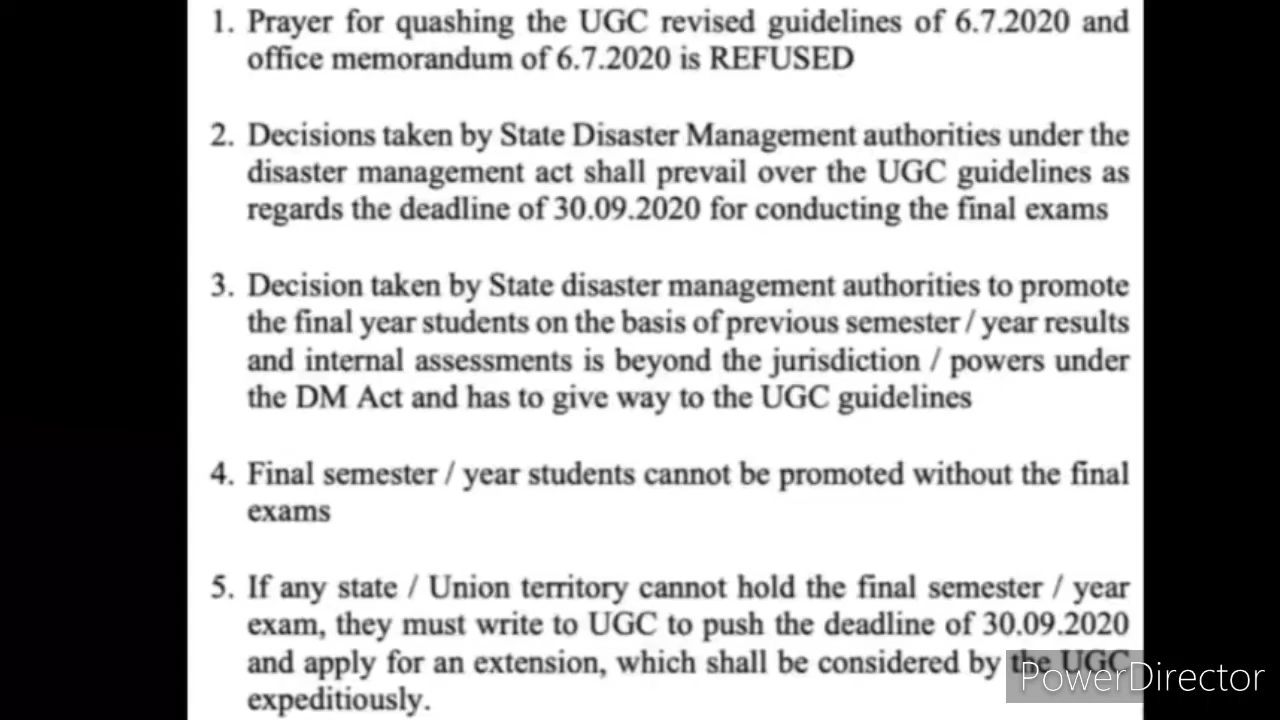 1. Prayer for quashing the UGC revised guidelines of 6.7.2020 and
office memorandum of 6.7.2020 is REFUSED
2. Decisions taken by State Disaster Management authorities under the
disaster management act shall prevail over the UGC guidelines as
regards the deadline of 30.09.2020 for conducting the final exams
3. Decision taken by State disaster management authorities to promote
the final year students on the basis of previous semester / year results
and internal assessments is beyond the jurisdiction / powers under
the DM Act and has to give way to the UGC guidelines
4. Final semester / year students cannot be promoted without the final
exams
5. If any state / Union territory cannot hold the final semester / year
exam, they must write to UGC to push the deadline of 30.09.2020
and apply for an extension, which shall be considered by the UGC
expeditiously.
PowerDirector